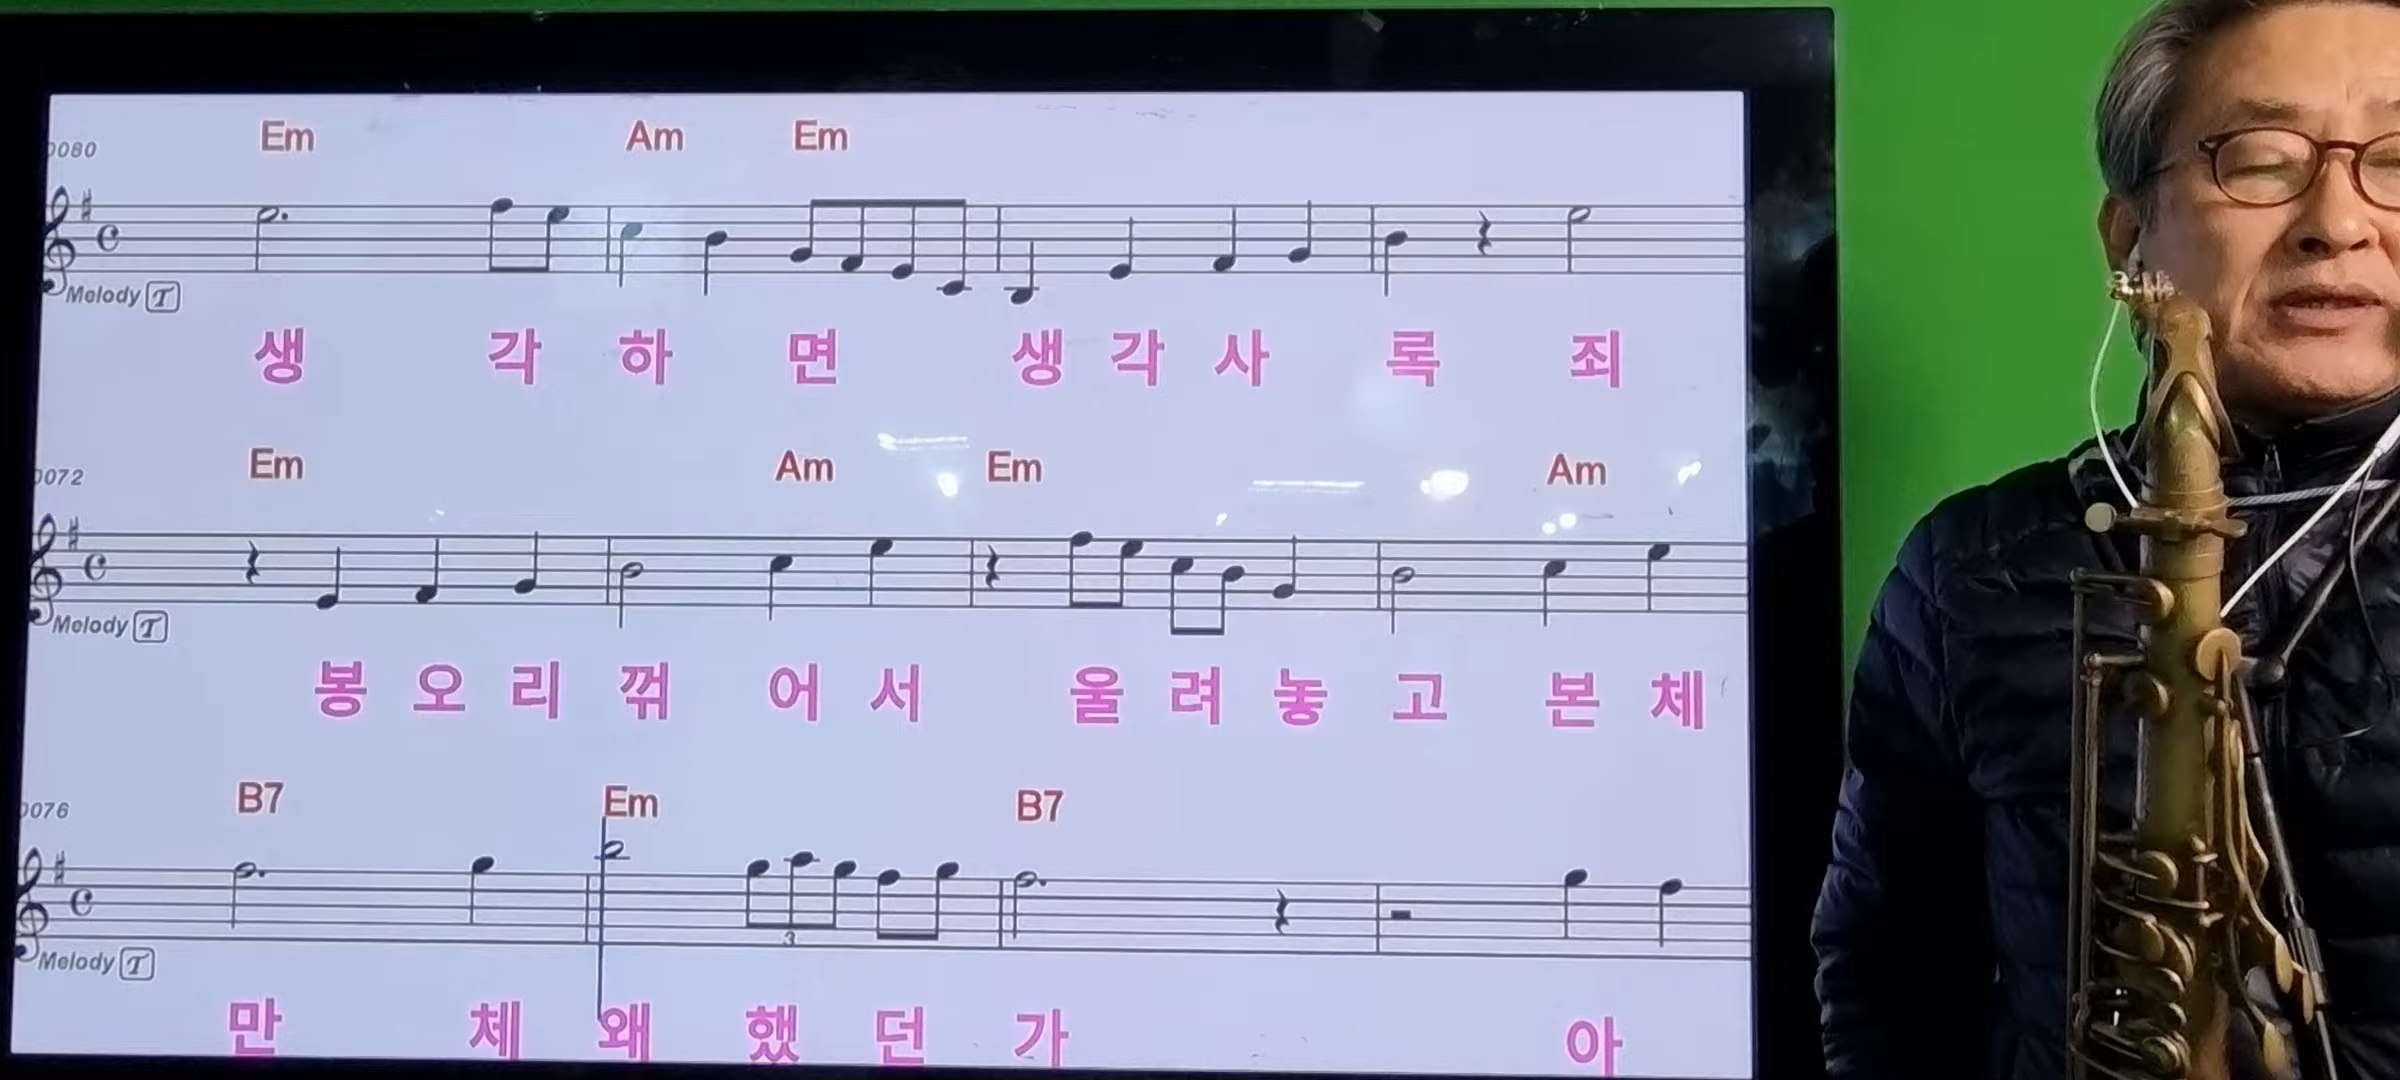 Em Am Em
0080
Melody T
생 각 하 면 생 각 사 록 죄
Em Am Em Am
0072
Melody T
봉 오 리 꺾 어 서 울 려 놓 고 본 체
B7 Em B7
0076
3
Melody T
만 체 왜 했 던 가 아